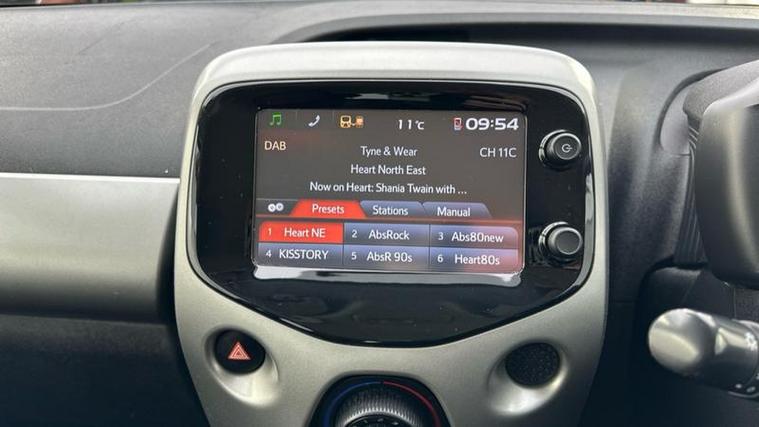 11°c 09:54
DAB Tyne & Wear CH 11C
Heart North East
Now on Heart: Shania Twain with ...
Presets Stations Manual
1 Heart NE 2 AbsRock 3 Abs80new
4 KISSTORY 5 AbsR 90s 6 Heart80s